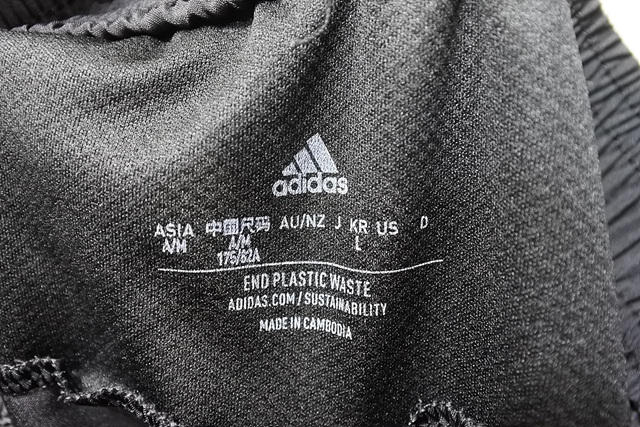 adidas
ASIA 中国尺码 AU/NZ J KR US D
A/M A/M L
175/82A
END PLASTIC WASTE
ADIDAS.COM/SUSTAINABILITY
MADE IN CAMBODIA